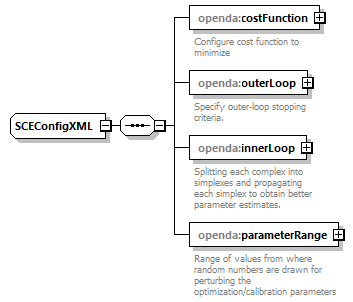 openda:costFunction
Configure cost function to
minimize
openda:outerLoop
Specify outer-loop stopping
criteria.
SCEConfigXML
openda:innerLoop
Splitting each complex into
simplexes and propagating
each simplex to obtain better
parameter estimates.
openda:parameterRange
Range of values from where
random numbers are drawn for
perturbing the
optimization/calibration parameters